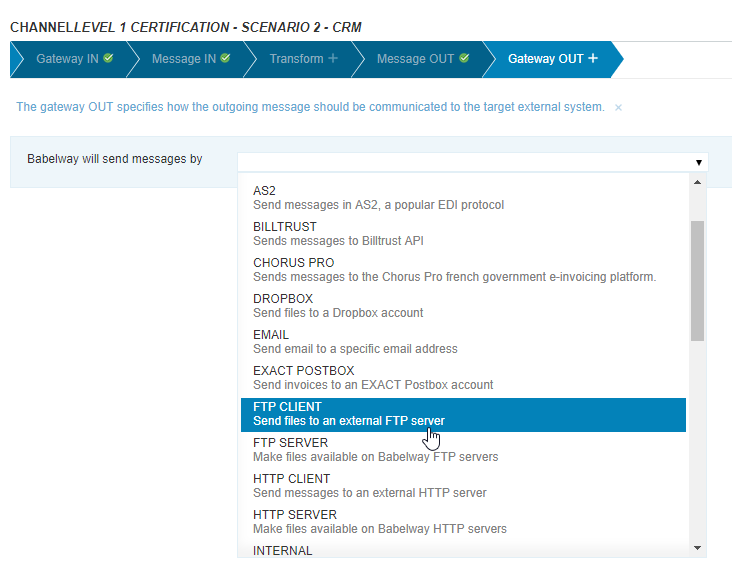 CHANNELLEVEL 1 CERTIFICATION - SCENARIO 2 - CRM
Gateway IN Message IN Transform + Message OUT Gateway OUT +
The gateway OUT specifies how the outgoing message should be communicated to the target external system. ×
Babelway will send messages by
AS2
Send messages in AS2, a popular EDI protocol
BILLTRUST
Sends messages to Billtrust API
CHORUS PRO
Sends messages to the Chorus Pro french government e-invoicing platform.
DROPBOX
Send files to a Dropbox account
EMAIL
Send email to a specific email address
EXACT POSTBOX
Send invoices to an EXACT Postbox account
FTP CLIENT
Send files to an external FTP server
FTP SERVER
Make files available on Babelway FTP servers
HTTP CLIENT
Send messages to an external HTTP server
HTTP SERVER
Make files available on Babelway HTTP servers
INTERNAL